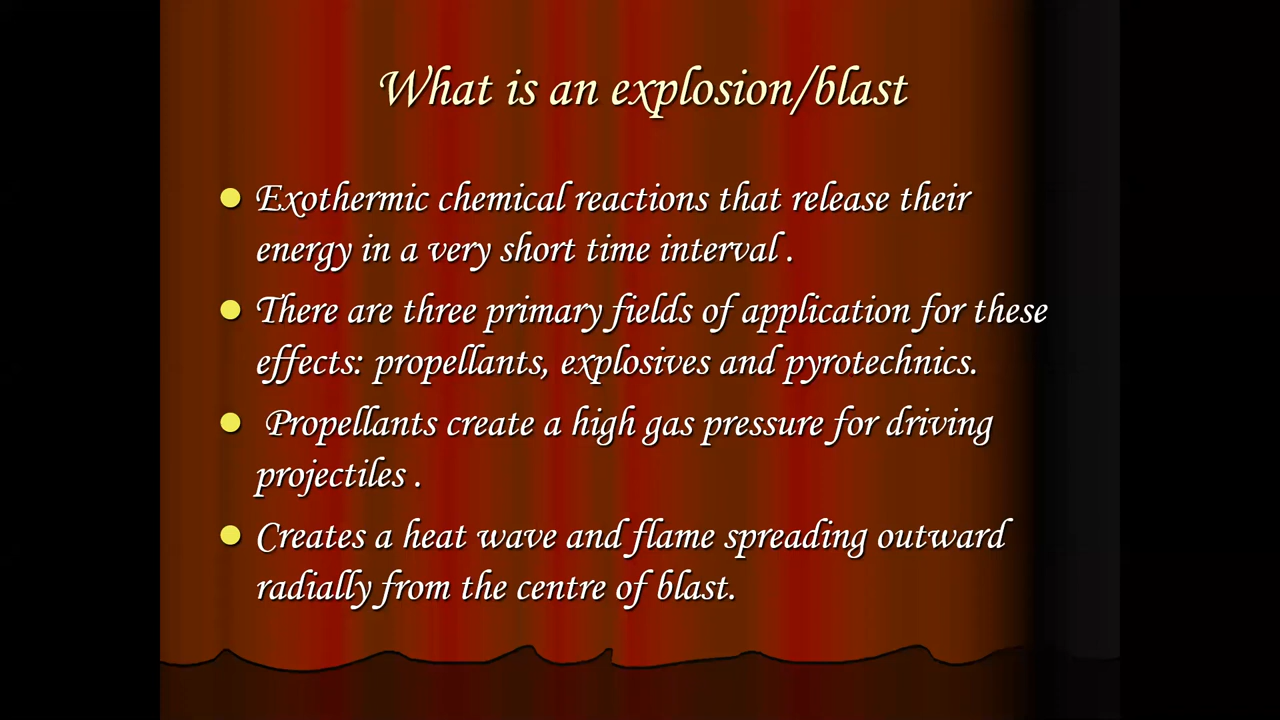 What is an explosion/blast
Exothermic chemical reactions that release their
energy in a very short time interval .
There are three primary fields of application for these
effects: propellants, explosives and pyrotechnics.
Propellants create a high gas pressure for driving
projectiles .
Creates a heat wave and flame spreading outward
radially from the centre of blast.